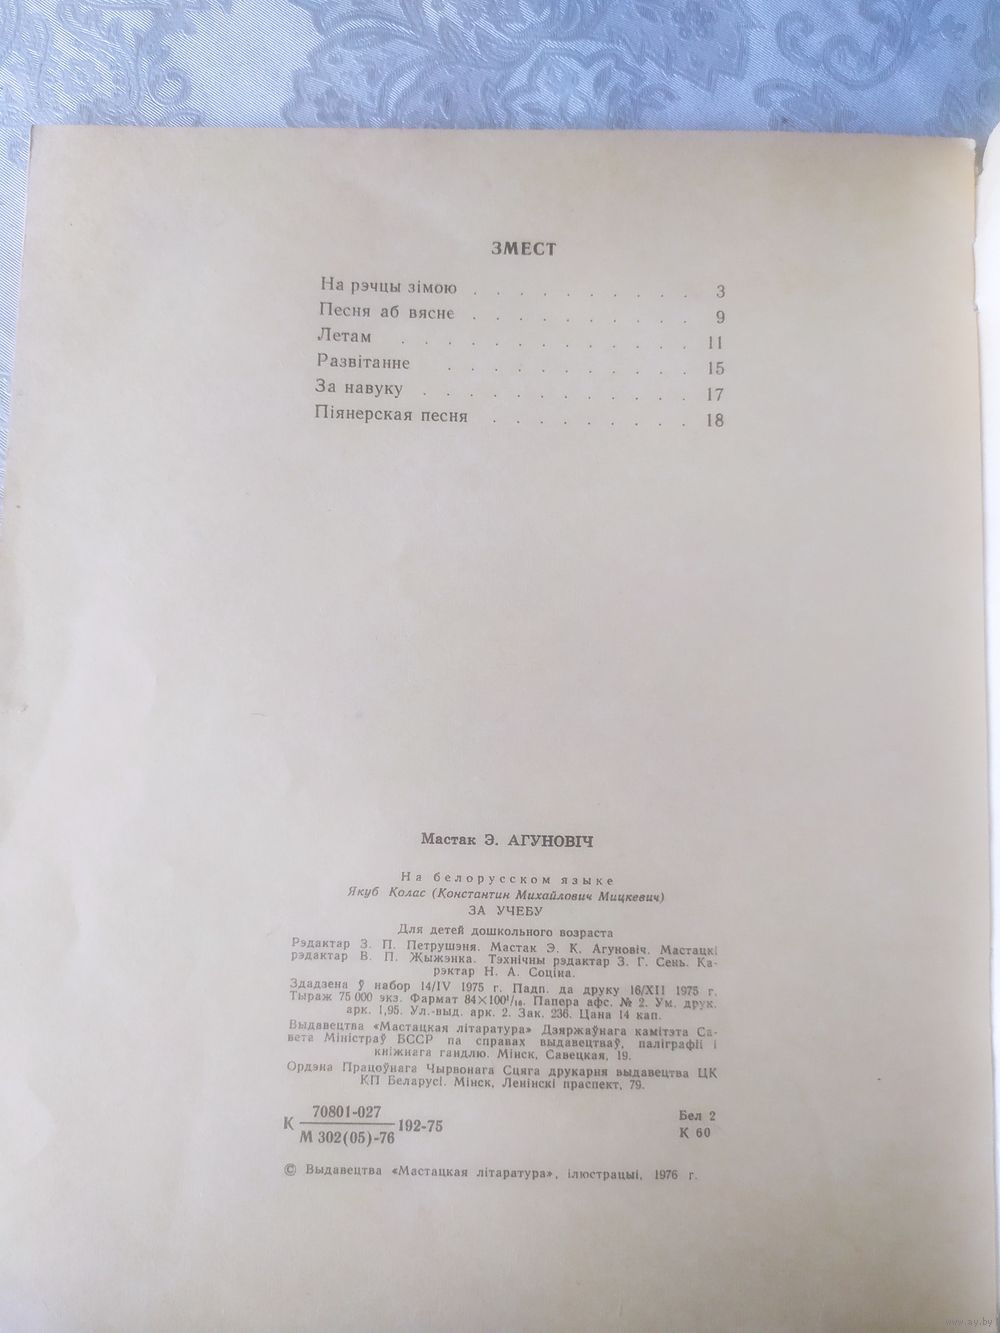 ЗМЕСТ
На рэчцы зімою . . . . . . . . . . 3
Песня аб вясне . . . . . . . . . . 9
Летам . . . . . . . . . . . . . 11
Развітанне . . . . . . . . . . . 15
За навуку . . . . . . . . . . . . 17
Піянерская песня . . . . . . . . . 18
Мастак Э. АГУНОВІЧ
На белорусском языке
Якуб Колас (Константин Михайлович Мицкевич)
ЗА УЧЕБУ
Для детей дошкольного возраста
Рэдактар З. П. Петрушэня. Мастак Э. К. Агуновіч. Мастацкі
рэдактар В. П. Жыжэнка. Тэхнічны рэдактар З. Г. Сень. Ка-
рэктар Н. А. Соціна.
Здадзена ў набор 14/IV 1975 г. Падп. да друку 16/XII 1975 г.
Тыраж 75 000 экз. Фармат 84×100¹/₁₆. Папера афс. № 2. Ум. друк.
арк. 1,95. Ул.-выд. арк. 2. Зак. 236. Цана 14 кап.
Выдавецтва «Мастацкая літаратура» Дзяржаўнага камітэта Са-
вета Міністраў БССР па справах выдавецтваў, паліграфіі і
кніжнага гандлю. Мінск, Савецкая, 19.
Ордэна Працоўнага Чырвонага Сцяга друкарня выдавецтва ЦК
КП Беларусі. Мінск, Ленінскі праспект, 79.
К 70801-027 / М 302(05)-76 192-75
Бел 2
К 60
© Выдавецтва «Мастацкая літаратура», ілюстрацыі, 1976 г.
www.ay.by